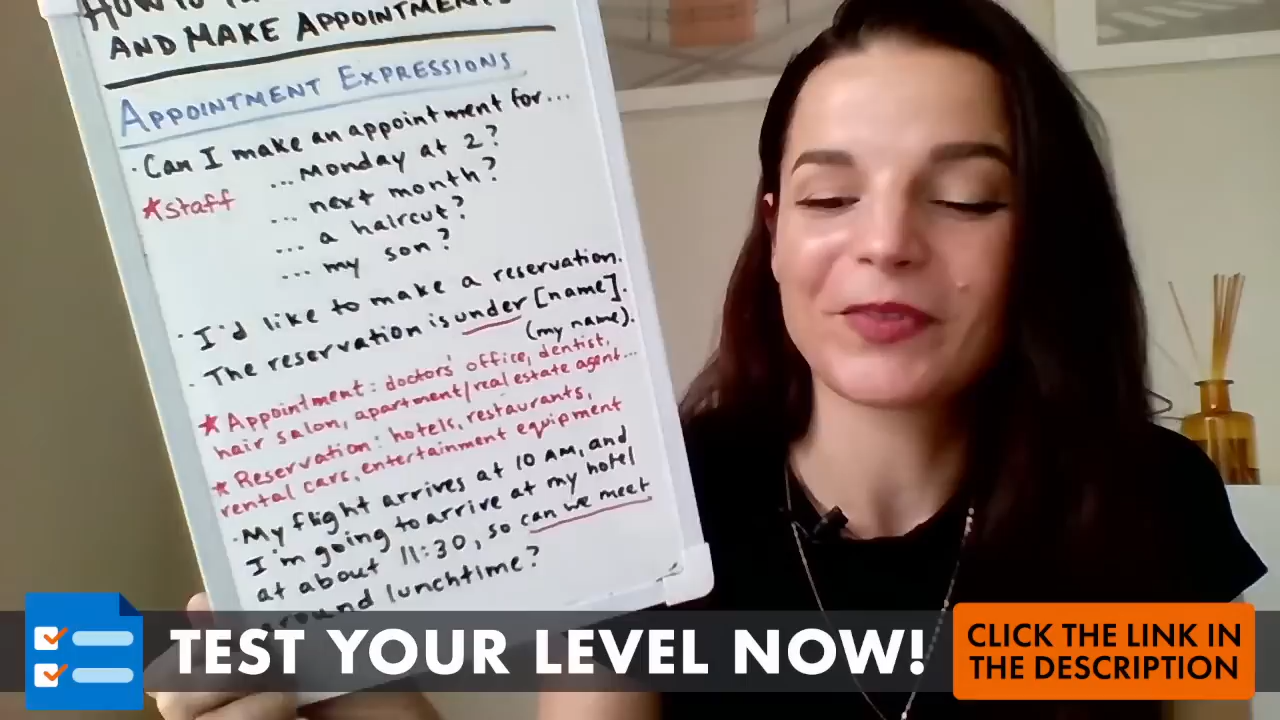 HOW TO
AND MAKE APPOINTMENTS
APPOINTMENT EXPRESSIONS
· Can I make an appointment for...
★staff ... Monday at 2?
... next month?
... a haircut?
... my son?
· I'd like to make a reservation.
· The reservation is under [name].
(my name).
★ Appointment: doctors' office, dentist,
hair salon, apartment/real estate agent...
★ Reservation: hotels, restaurants,
rental cars, entertainment equipment
· My flight arrives at 10 AM, and
I'm going to arrive at my hotel
at about 11:30, so can we meet
around lunchtime?
TEST YOUR LEVEL NOW!
CLICK THE LINK IN
THE DESCRIPTION